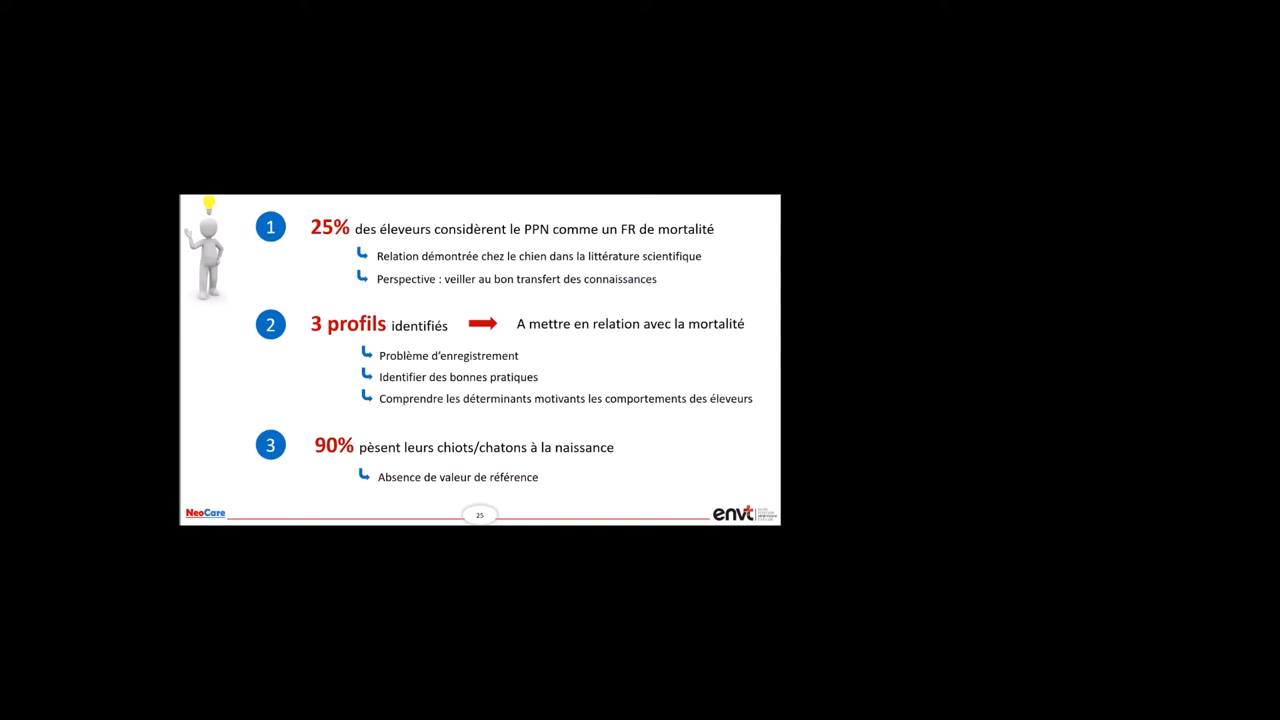 1 25% des éleveurs considèrent le PPN comme un FR de mortalité
Relation démontrée chez le chien dans la littérature scientifique
Perspective : veiller au bon transfert des connaissances
2 3 profils identifiés A mettre en relation avec la mortalité
Problème d'enregistrement
Identifier des bonnes pratiques
Comprendre les déterminants motivants les comportements des éleveurs
3 90% pèsent leurs chiots/chatons à la naissance
Absence de valeur de référence
NeoCare 25 envt